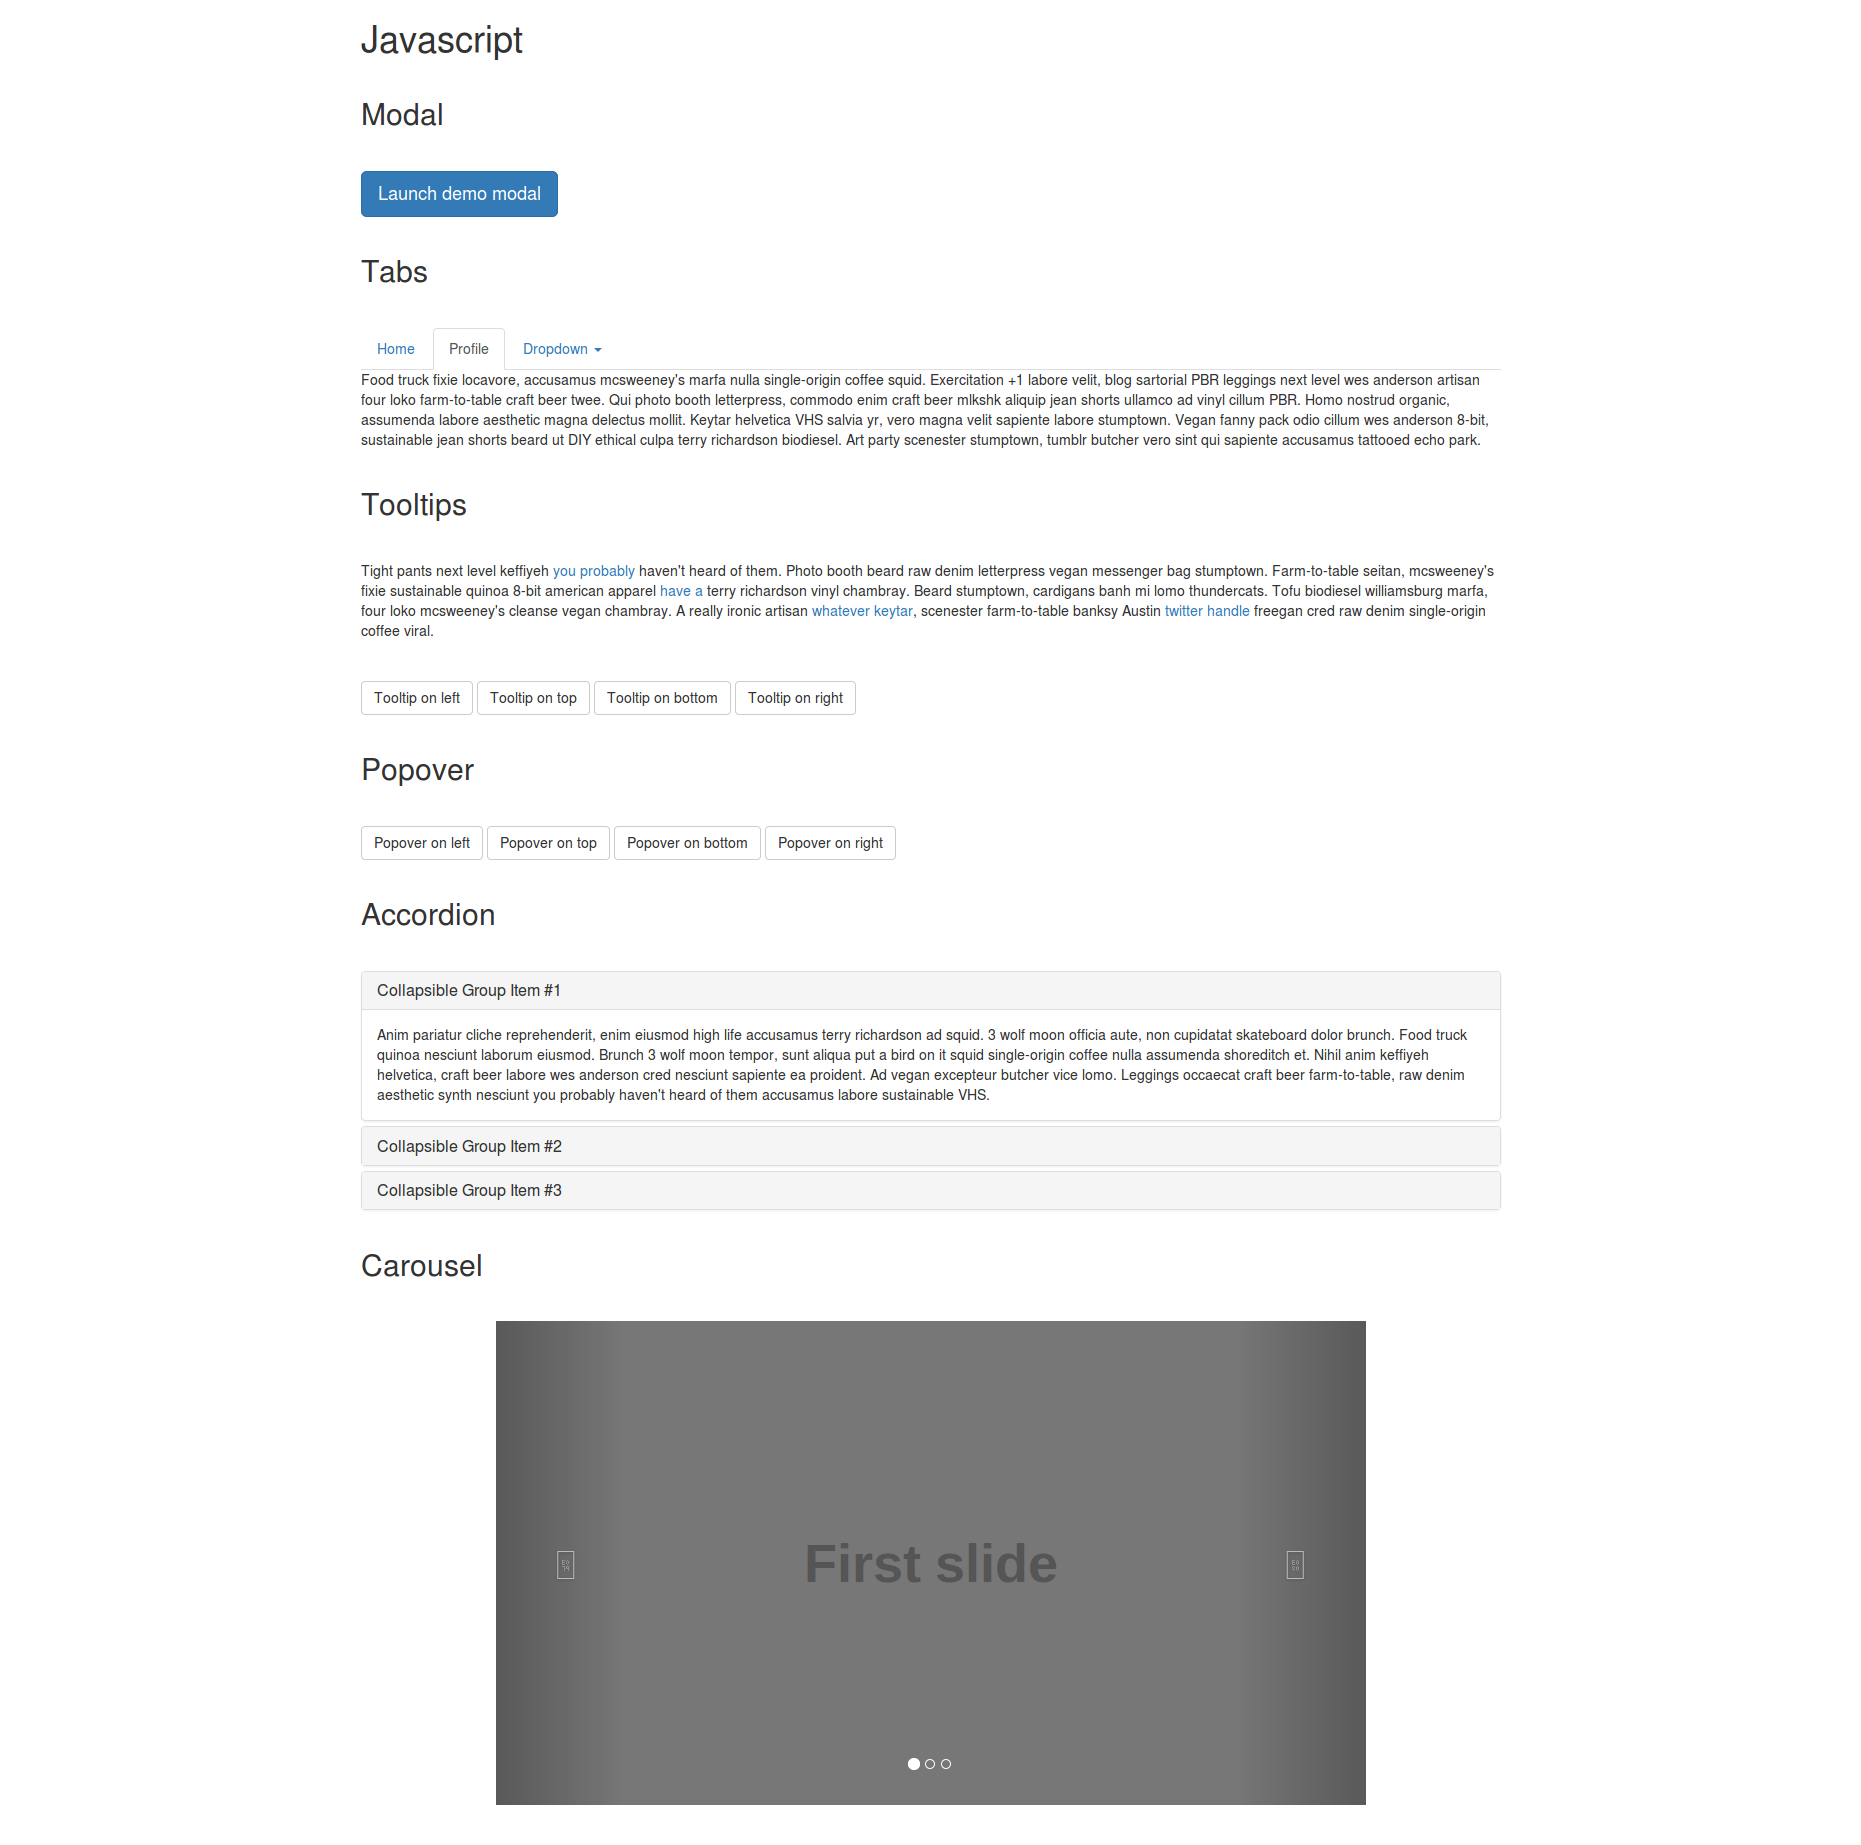 Javascript
Modal
Launch demo modal
Tabs
Home Profile Dropdown
Food truck fixie locavore, accusamus mcsweeney's marfa nulla single-origin coffee squid. Exercitation +1 labore velit, blog sartorial PBR leggings next level wes anderson artisan
four loko farm-to-table craft beer twee. Qui photo booth letterpress, commodo enim craft beer mlkshk aliquip jean shorts ullamco ad vinyl cillum PBR. Homo nostrud organic,
assumenda labore aesthetic magna delectus mollit. Keytar helvetica VHS salvia yr, vero magna velit sapiente labore stumptown. Vegan fanny pack odio cillum wes anderson 8-bit,
sustainable jean shorts beard ut DIY ethical culpa terry richardson biodiesel. Art party scenester stumptown, tumblr butcher vero sint qui sapiente accusamus tattooed echo park.
Tooltips
Tight pants next level keffiyeh you probably haven't heard of them. Photo booth beard raw denim letterpress vegan messenger bag stumptown. Farm-to-table seitan, mcsweeney's
fixie sustainable quinoa 8-bit american apparel have a terry richardson vinyl chambray. Beard stumptown, cardigans banh mi lomo thundercats. Tofu biodiesel williamsburg marfa,
four loko mcsweeney's cleanse vegan chambray. A really ironic artisan whatever keytar, scenester farm-to-table banksy Austin twitter handle freegan cred raw denim single-origin
coffee viral.
Tooltip on left Tooltip on top Tooltip on bottom Tooltip on right
Popover
Popover on left Popover on top Popover on bottom Popover on right
Accordion
Collapsible Group Item #1
Anim pariatur cliche reprehenderit, enim eiusmod high life accusamus terry richardson ad squid. 3 wolf moon officia aute, non cupidatat skateboard dolor brunch. Food truck
quinoa nesciunt laborum eiusmod. Brunch 3 wolf moon tempor, sunt aliqua put a bird on it squid single-origin coffee nulla assumenda shoreditch et. Nihil anim keffiyeh
helvetica, craft beer labore wes anderson cred nesciunt sapiente ea proident. Ad vegan excepteur butcher vice lomo. Leggings occaecat craft beer farm-to-table, raw denim
aesthetic synth nesciunt you probably haven't heard of them accusamus labore sustainable VHS.
Collapsible Group Item #2
Collapsible Group Item #3
Carousel
First slide